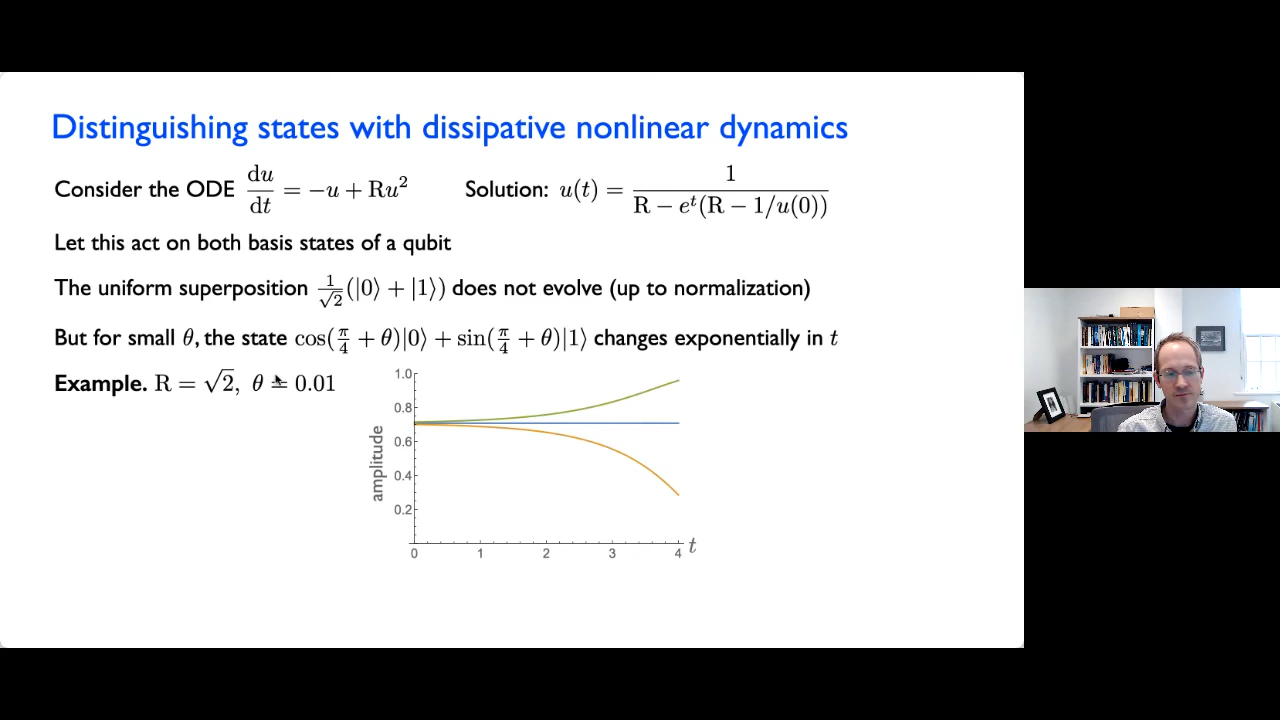 Distinguishing states with dissipative nonlinear dynamics
Consider the ODE du/dt = −u + Ru² Solution: u(t) = 1/(R − eᵗ(R − 1/u(0)))
Let this act on both basis states of a qubit
The uniform superposition 1/√2(|0⟩ + |1⟩) does not evolve (up to normalization)
But for small θ, the state cos(π/4 + θ)|0⟩ + sin(π/4 + θ)|1⟩ changes exponentially in t
Example. R = √2, θ = 0.01
1.0
0.8
0.6
0.4
0.2
amplitude
0 1 2 3 4 t